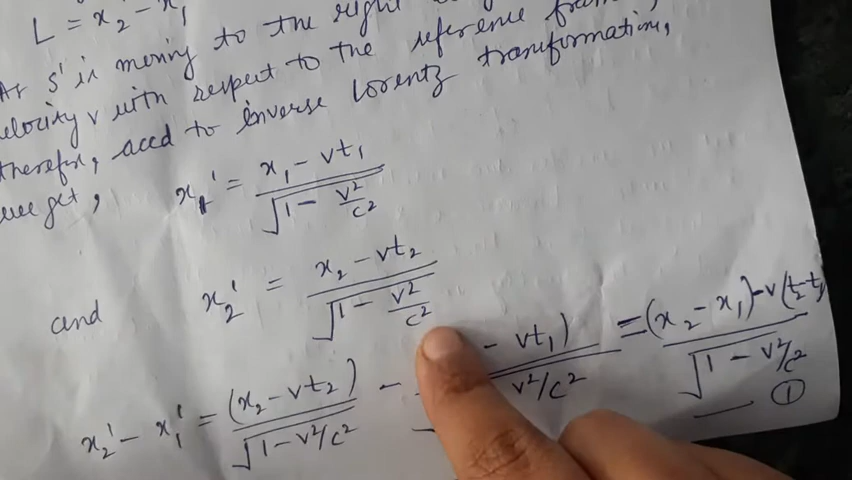 L = x₂ - x₁
As S' is moving to the right
velocity v with respect to the reference frame,
therefore, accd to inverse Lorentz transformation,
we get, x₁' = (x₁ - vt₁) / √(1 - v²/c²)
and x₂' = (x₂ - vt₂) / √(1 - v²/c²)
x₂' - x₁' = (x₂ - vt₂) / √(1 - v²/c²) - - vt₁) / v²/c² = (x₂ - x₁) - v(t₂ - t₁ / √(1 - v²/c²) — ①